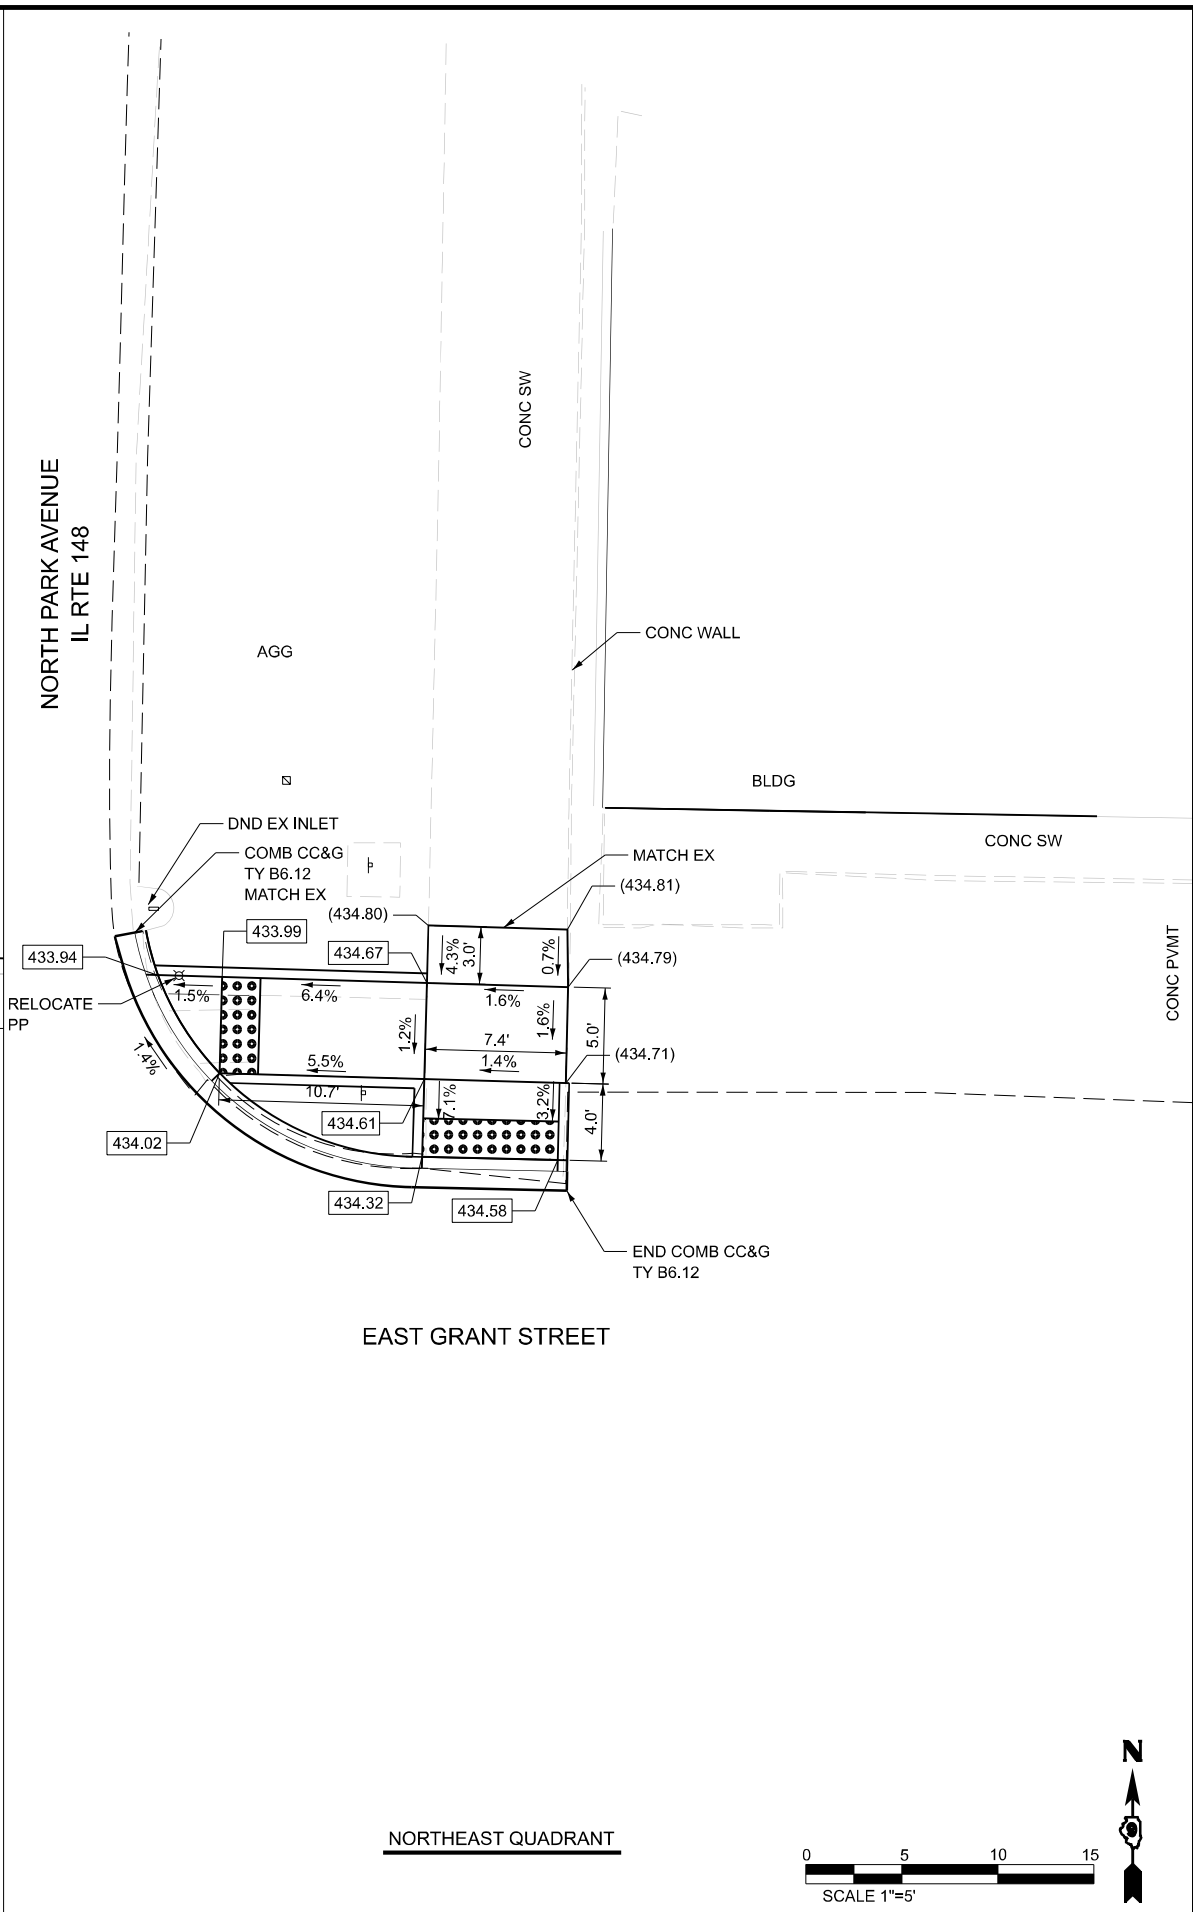 NORTH PARK AVENUE
IL RTE 148
CONC SW
CONC WALL
AGG
BLDG
CONC SW
CONC PVMT
DND EX INLET
COMB CC&G
TY B6.12
MATCH EX
MATCH EX
(434.81)
(434.80)
433.99
434.67
433.94
(434.79)
RELOCATE
PP
4.3%
3.0'
0.7%
1.5%
6.4%
1.6%
1.2%
1.6%
5.0'
7.4'
1.4%
(434.71)
1.4%
5.5%
10.7'
7.1%
3.2%
4.0'
434.61
434.02
434.32
434.58
END COMB CC&G
TY B6.12
EAST GRANT STREET
N
9
NORTHEAST QUADRANT
0 5 10 15
SCALE 1"=5'